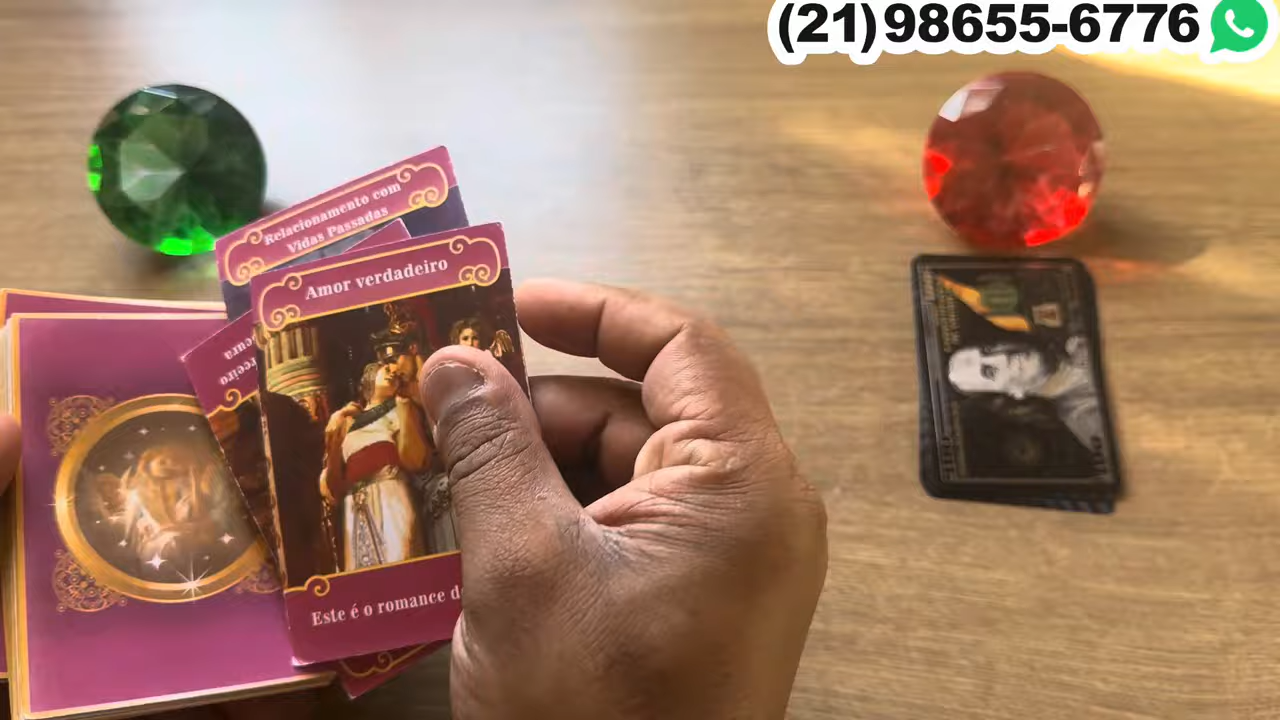 (21)98655-6776
Relacionamento com
Vidas Passadas
Amor verdadeiro
Este é o romance d